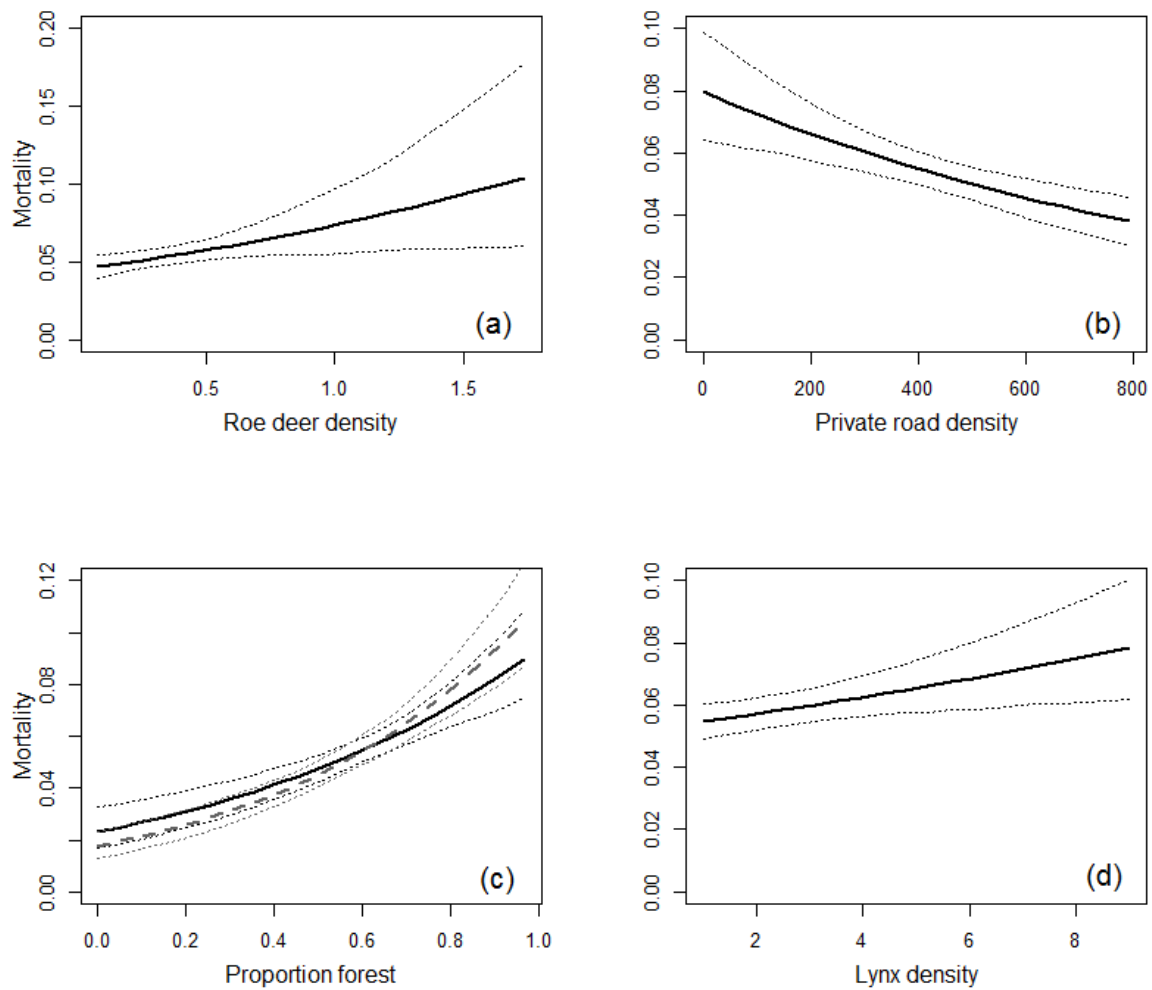 0.20
0.15
0.10
0.05
0.00
Mortality
(a)
0.5 1.0 1.5
Roe deer density
0.10
0.08
0.06
0.04
0.02
0.00
(b)
0 200 400 600 800
Private road density
0.12
0.08
0.04
0.00
Mortality
(c)
0.0 0.2 0.4 0.6 0.8 1.0
Proportion forest
0.10
0.08
0.06
0.04
0.02
0.00
(d)
2 4 6 8
Lynx density